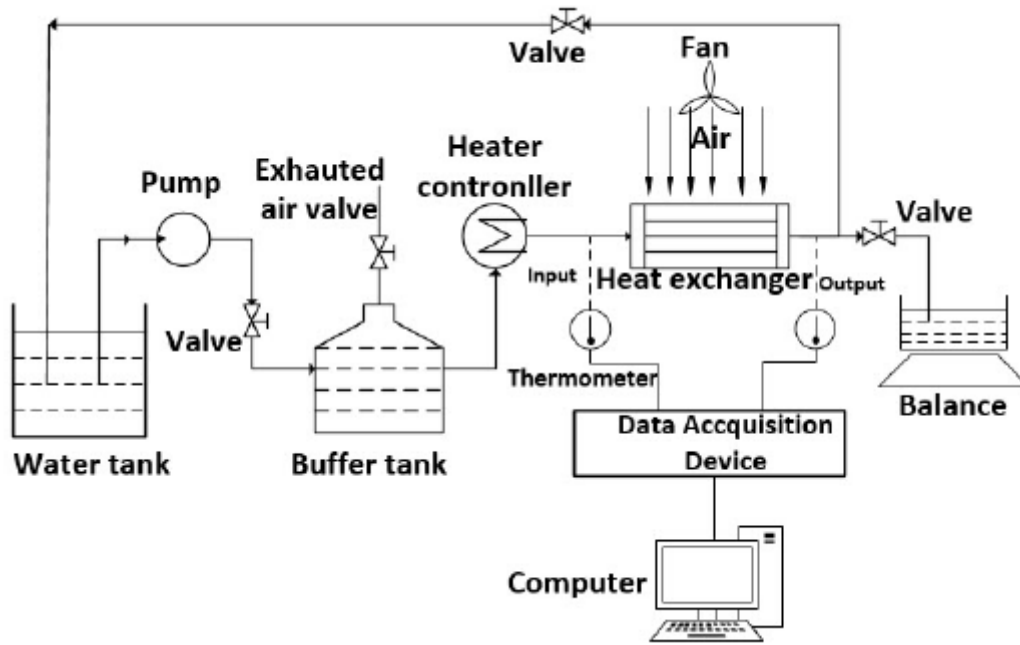 Valve
Fan
Air
Heater
contronller
Exhauted
air valve
Pump
Valve
Valve
Input
Heat exchanger
Output
Thermometer
Balance
Water tank
Buffer tank
Data Accquisition
Device
Computer